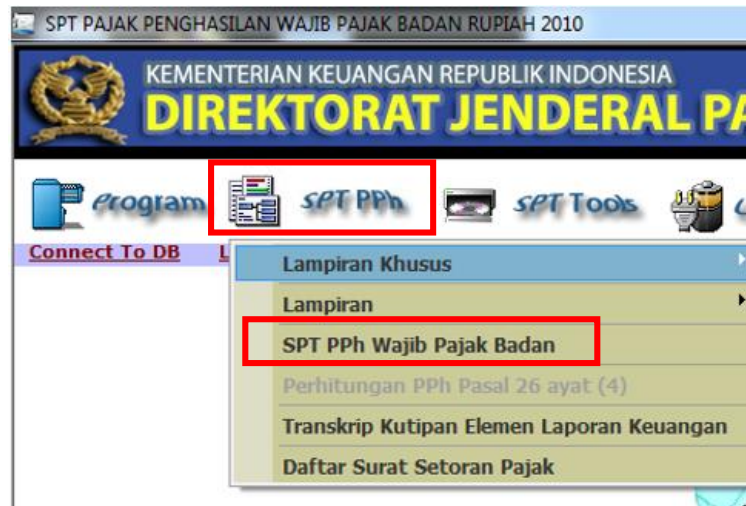 SPT PAJAK PENGHASILAN WAJIB PAJAK BADAN RUPIAH 2010
KEMENTERIAN KEUANGAN REPUBLIK INDONESIA
DIREKTORAT JENDERAL PA
Program SPT PPh SPT Tools
Connect To DB L
Lampiran Khusus
Lampiran
SPT PPh Wajib Pajak Badan
Perhitungan PPh Pasal 26 ayat (4)
Transkrip Kutipan Elemen Laporan Keuangan
Daftar Surat Setoran Pajak